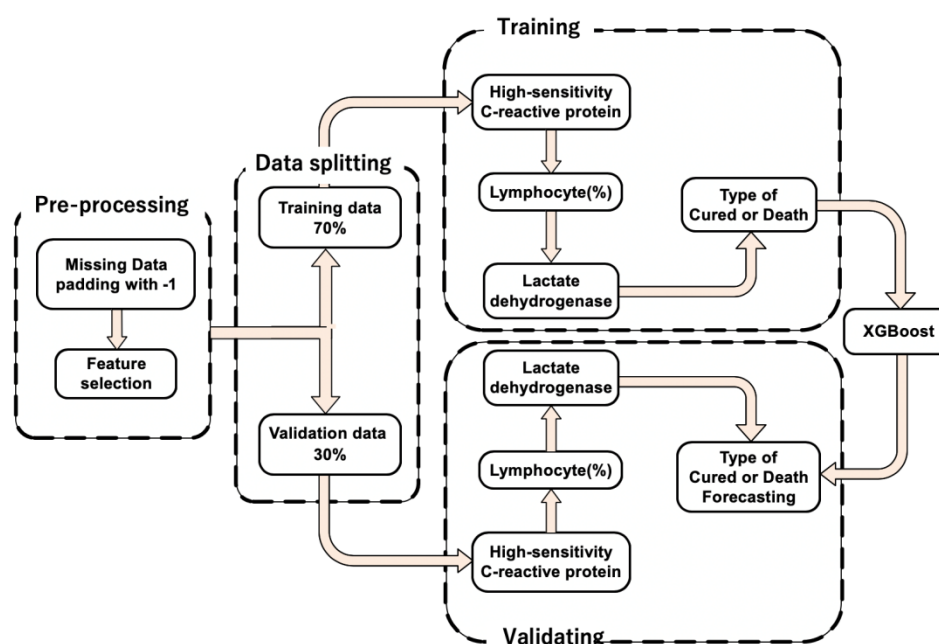 Pre-processing
Missing Data
padding with -1
Feature
selection
Data splitting
Training data
70%
Validation data
30%
Training
High-sensitivity
C-reactive protein
Lymphocyte(%)
Lactate
dehydrogenase
Type of
Cured or Death
XGBoost
Lactate
dehydrogenase
Lymphocyte(%)
High-sensitivity
C-reactive protein
Type of
Cured or Death
Forecasting
Validating